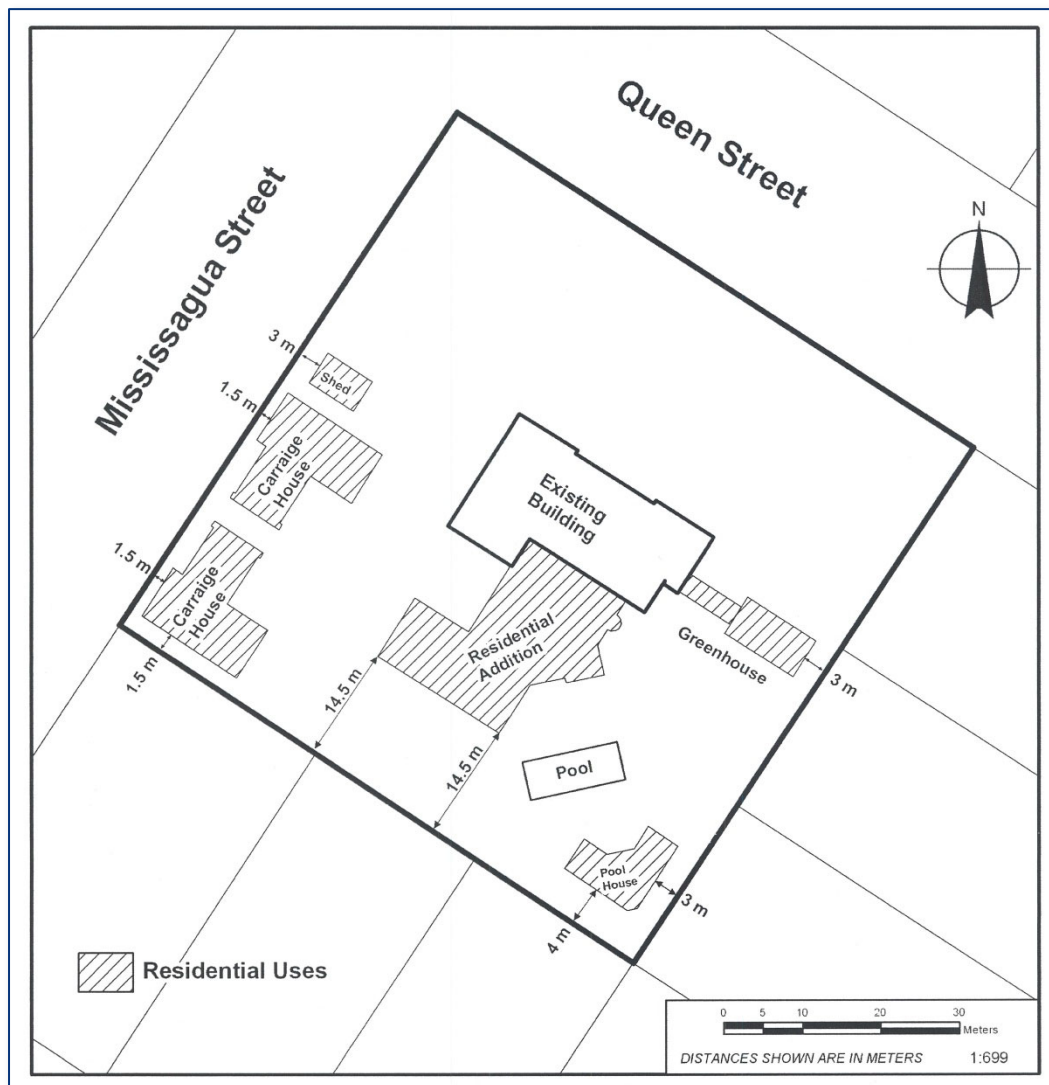 Queen Street
Mississagua Street
N
3 m
Shed
1.5 m
Carraige
House
Existing
Building
1.5 m
Carraige
House
1.5 m
Residential
Addition
Greenhouse
3 m
14.5 m
14.5 m
Pool
Pool
House
3 m
4 m
Residential Uses
0 5 10 20 30
Meters
DISTANCES SHOWN ARE IN METERS 1:699